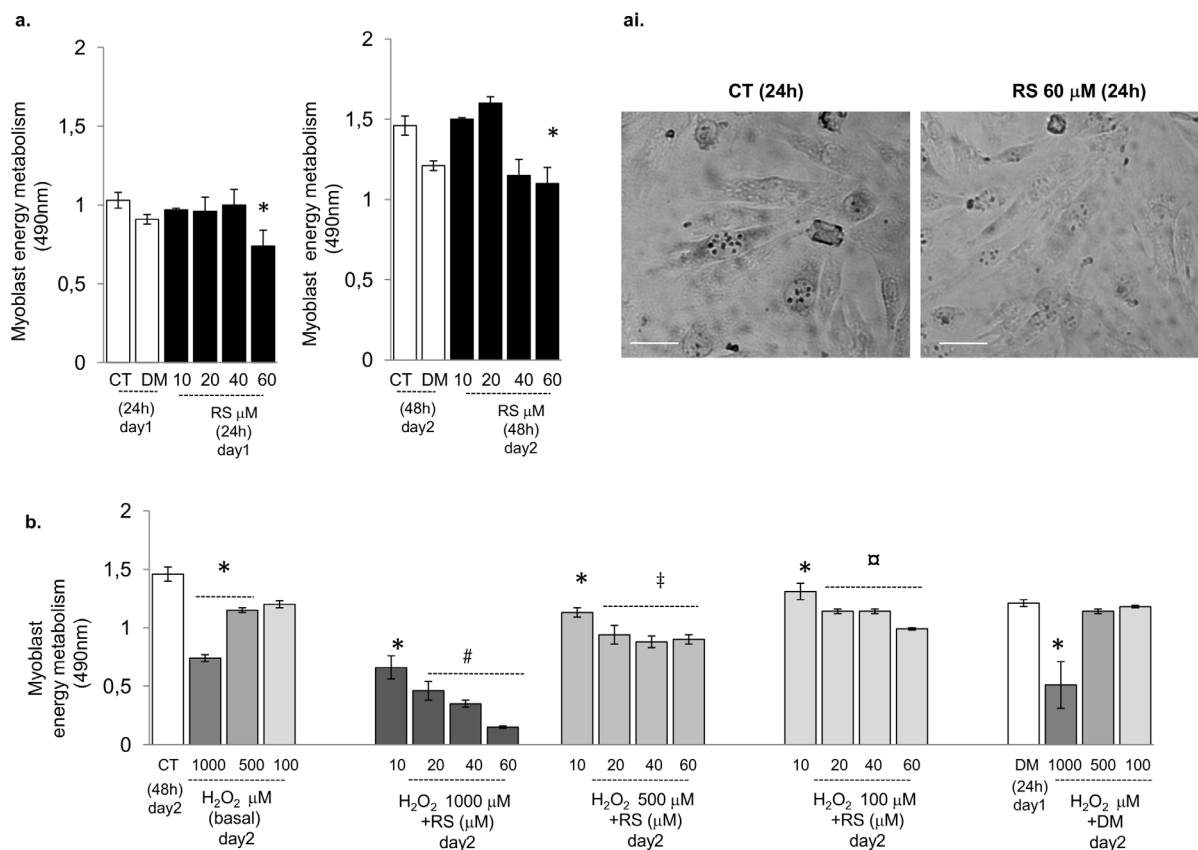 a.
Myoblast energy metabolism
(490nm)
2
1,5
1
0,5
0
*
CT DM 10 20 40 60
(24h)
day1
RS μM
(24h)
day1
Myoblast energy metabolism
(490nm)
2
1,5
1
0,5
0
*
CT DM 10 20 40 60
(48h)
day2
RS μM
(48h)
day2
ai.
CT (24h)
RS 60 μM (24h)
b.
Myoblast
energy metabolism
(490nm)
2
1,5
1
0.5
0
*
*
#
*
‡
*
¤
*
CT 1000 500 100
(48h)
day2
H₂O₂ μM
(basal)
day2
10 20 40 60
H₂O₂ 1000 μM
+RS (μM)
day2
10 20 40 60
H₂O₂ 500 μM
+RS (μM)
day2
10 20 40 60
H₂O₂ 100 μM
+RS (μM)
day2
DM 1000 500 100
(24h)
day1
H₂O₂ μM
+DM
day2